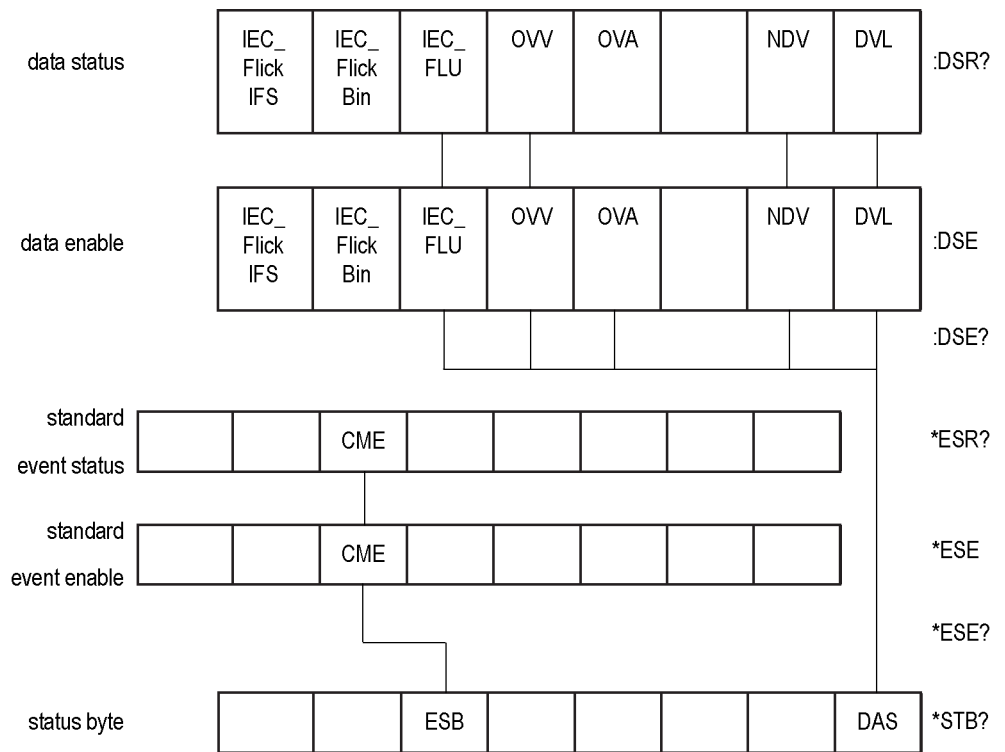 data status
IEC_
Flick
IFS
IEC_
Flick
Bin
IEC_
FLU
OVV
OVA
NDV
DVL
:DSR?
data enable
IEC_
Flick
IFS
IEC_
Flick
Bin
IEC_
FLU
OVV
OVA
NDV
DVL
:DSE
:DSE?
standard
event status
CME
*ESR?
standard
event enable
CME
*ESE
*ESE?
status byte
ESB
DAS
*STB?